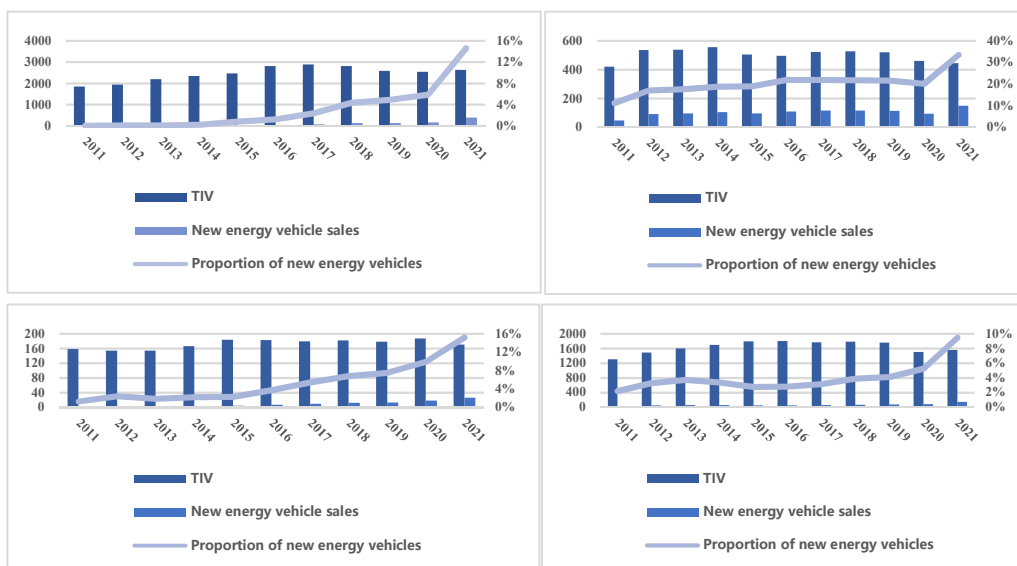 4000 16%
3000 12%
2000 8%
1000 4%
0 0%
2011 2012 2013 2014 2015 2016 2017 2018 2019 2020 2021
TIV
New energy vehicle sales
Proportion of new energy vehicles
600 40%
400 30%
20%
200 10%
0 0%
2011 2012 2013 2014 2015 2016 2017 2018 2019 2020 2021
TIV
New energy vehicle sales
Proportion of new energy vehicles
200 16%
160 12%
120 8%
80 4%
40 0%
0
2011 2012 2013 2014 2015 2016 2017 2018 2019 2020 2021
TIV
New energy vehicle sales
Proportion of new energy vehicles
2000 10%
1600 8%
1200 6%
800 4%
400 2%
0 0%
2011 2012 2013 2014 2015 2016 2017 2018 2019 2020 2021
TIV
New energy vehicle sales
Proportion of new energy vehicles